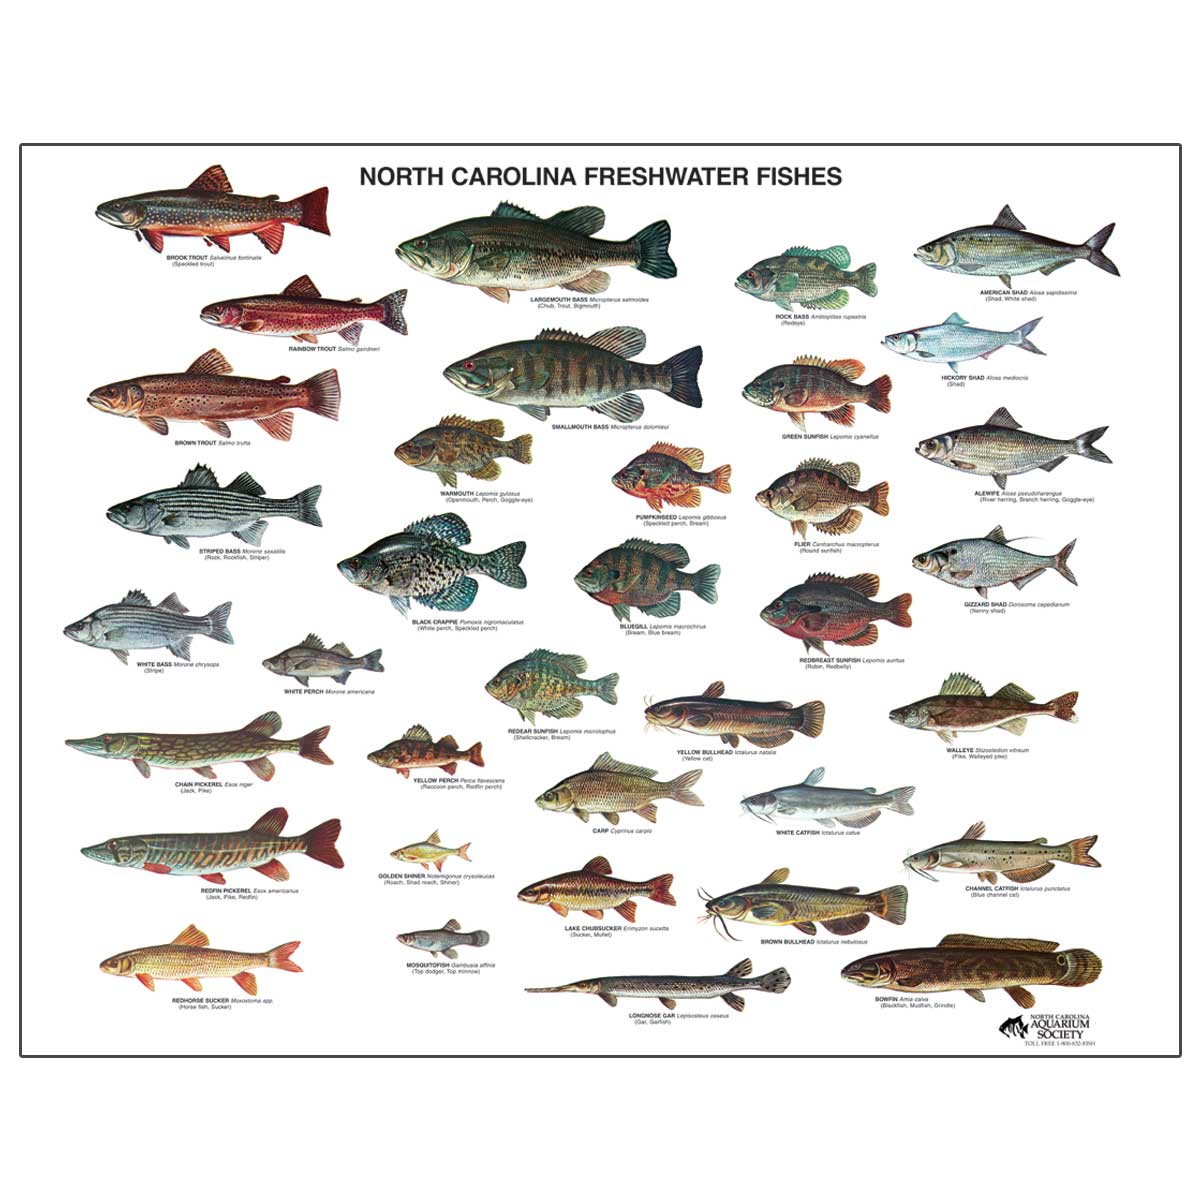 NORTH CAROLINA FRESHWATER FISHES
BROOK TROUT Salvelinus fontinalis
(Speckled trout)
LARGEMOUTH BASS Micropterus salmoides
(Chub, Trout, Bigmouth)
ROCK BASS Ambloplites rupestris
(Redeye)
AMERICAN SHAD Alosa sapidissima
(Shad, White shad)
RAINBOW TROUT Salmo gairdneri
HICKORY SHAD Alosa mediocris
(Shad)
BROWN TROUT Salmo trutta
SMALLMOUTH BASS Micropterus dolomieui
GREEN SUNFISH Lepomis cyanellus
WARMOUTH Lepomis gulosus
(Openmouth, Perch, Goggle-eye)
PUMPKINSEED Lepomis gibbosus
(Speckled perch, Bream)
ALEWIFE Alosa pseudoharengus
(River herring, Branch herring, Goggle-eye)
STRIPED BASS Morone saxatilis
(Rock, Rockfish, Striper)
FLIER Centrarchus macropterus
(Round sunfish)
BLACK CRAPPIE Pomoxis nigromaculatus
(White perch, Speckled perch)
BLUEGILL Lepomis macrochirus
(Bream, Blue bream)
GIZZARD SHAD Dorosoma cepedianum
(Nanny shad)
WHITE BASS Morone chrysops
(Stripe)
REDBREAST SUNFISH Lepomis auritus
(Robin, Redbelly)
WHITE PERCH Morone americana
REDEAR SUNFISH Lepomis microlophus
(Shellcracker, Bream)
YELLOW BULLHEAD Ictalurus natalis
(Yellow cat)
WALLEYE Stizostedion vitreum
(Pike, Walleyed pike)
CHAIN PICKEREL Esox niger
(Jack, Pike)
YELLOW PERCH Perca flavescens
(Raccoon perch, Redfin perch)
CARP Cyprinus carpio
WHITE CATFISH Ictalurus catus
REDFIN PICKEREL Esox americanus
(Jack, Pike, Redfin)
GOLDEN SHINER Notemigonus crysoleucas
(Roach, Shad roach, Shiner)
CHANNEL CATFISH Ictalurus punctatus
(Blue channel cat)
LAKE CHUBSUCKER Erimyzon sucetta
(Sucker, Mullet)
BROWN BULLHEAD Ictalurus nebulosus
MOSQUITOFISH Gambusia affinis
(Top dodger, Top minnow)
REDHORSE SUCKER Moxostoma spp.
(Horse fish, Sucker)
LONGNOSE GAR Lepisosteus osseus
(Gar, Garfish)
BOWFIN Amia calva
(Blackfish, Mudfish, Grindle)
NORTH CAROLINA
AQUARIUM
SOCIETY
TOLL FREE 1-800-832-FISH